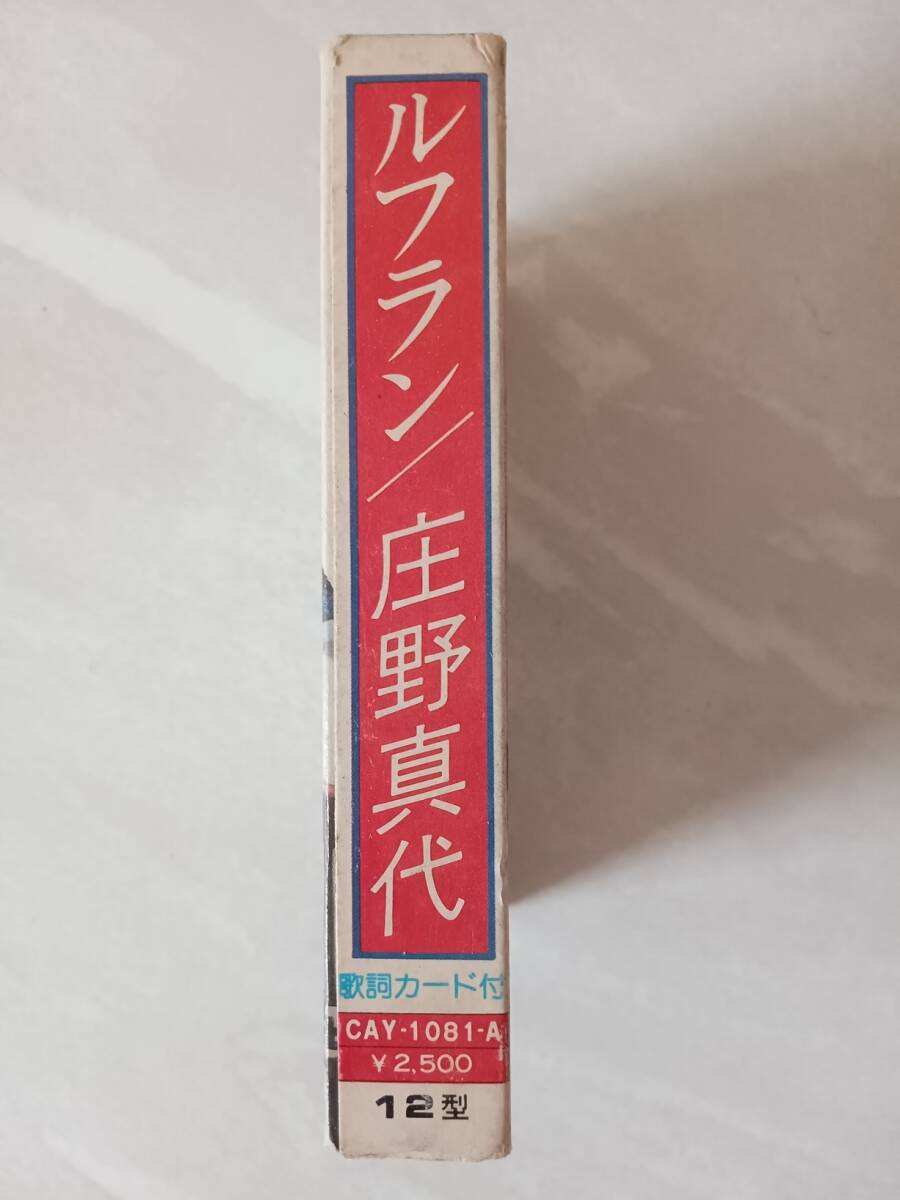 ルフラン/庄野真代
歌詞カード付
CAY-1081-A
¥2,500
12型